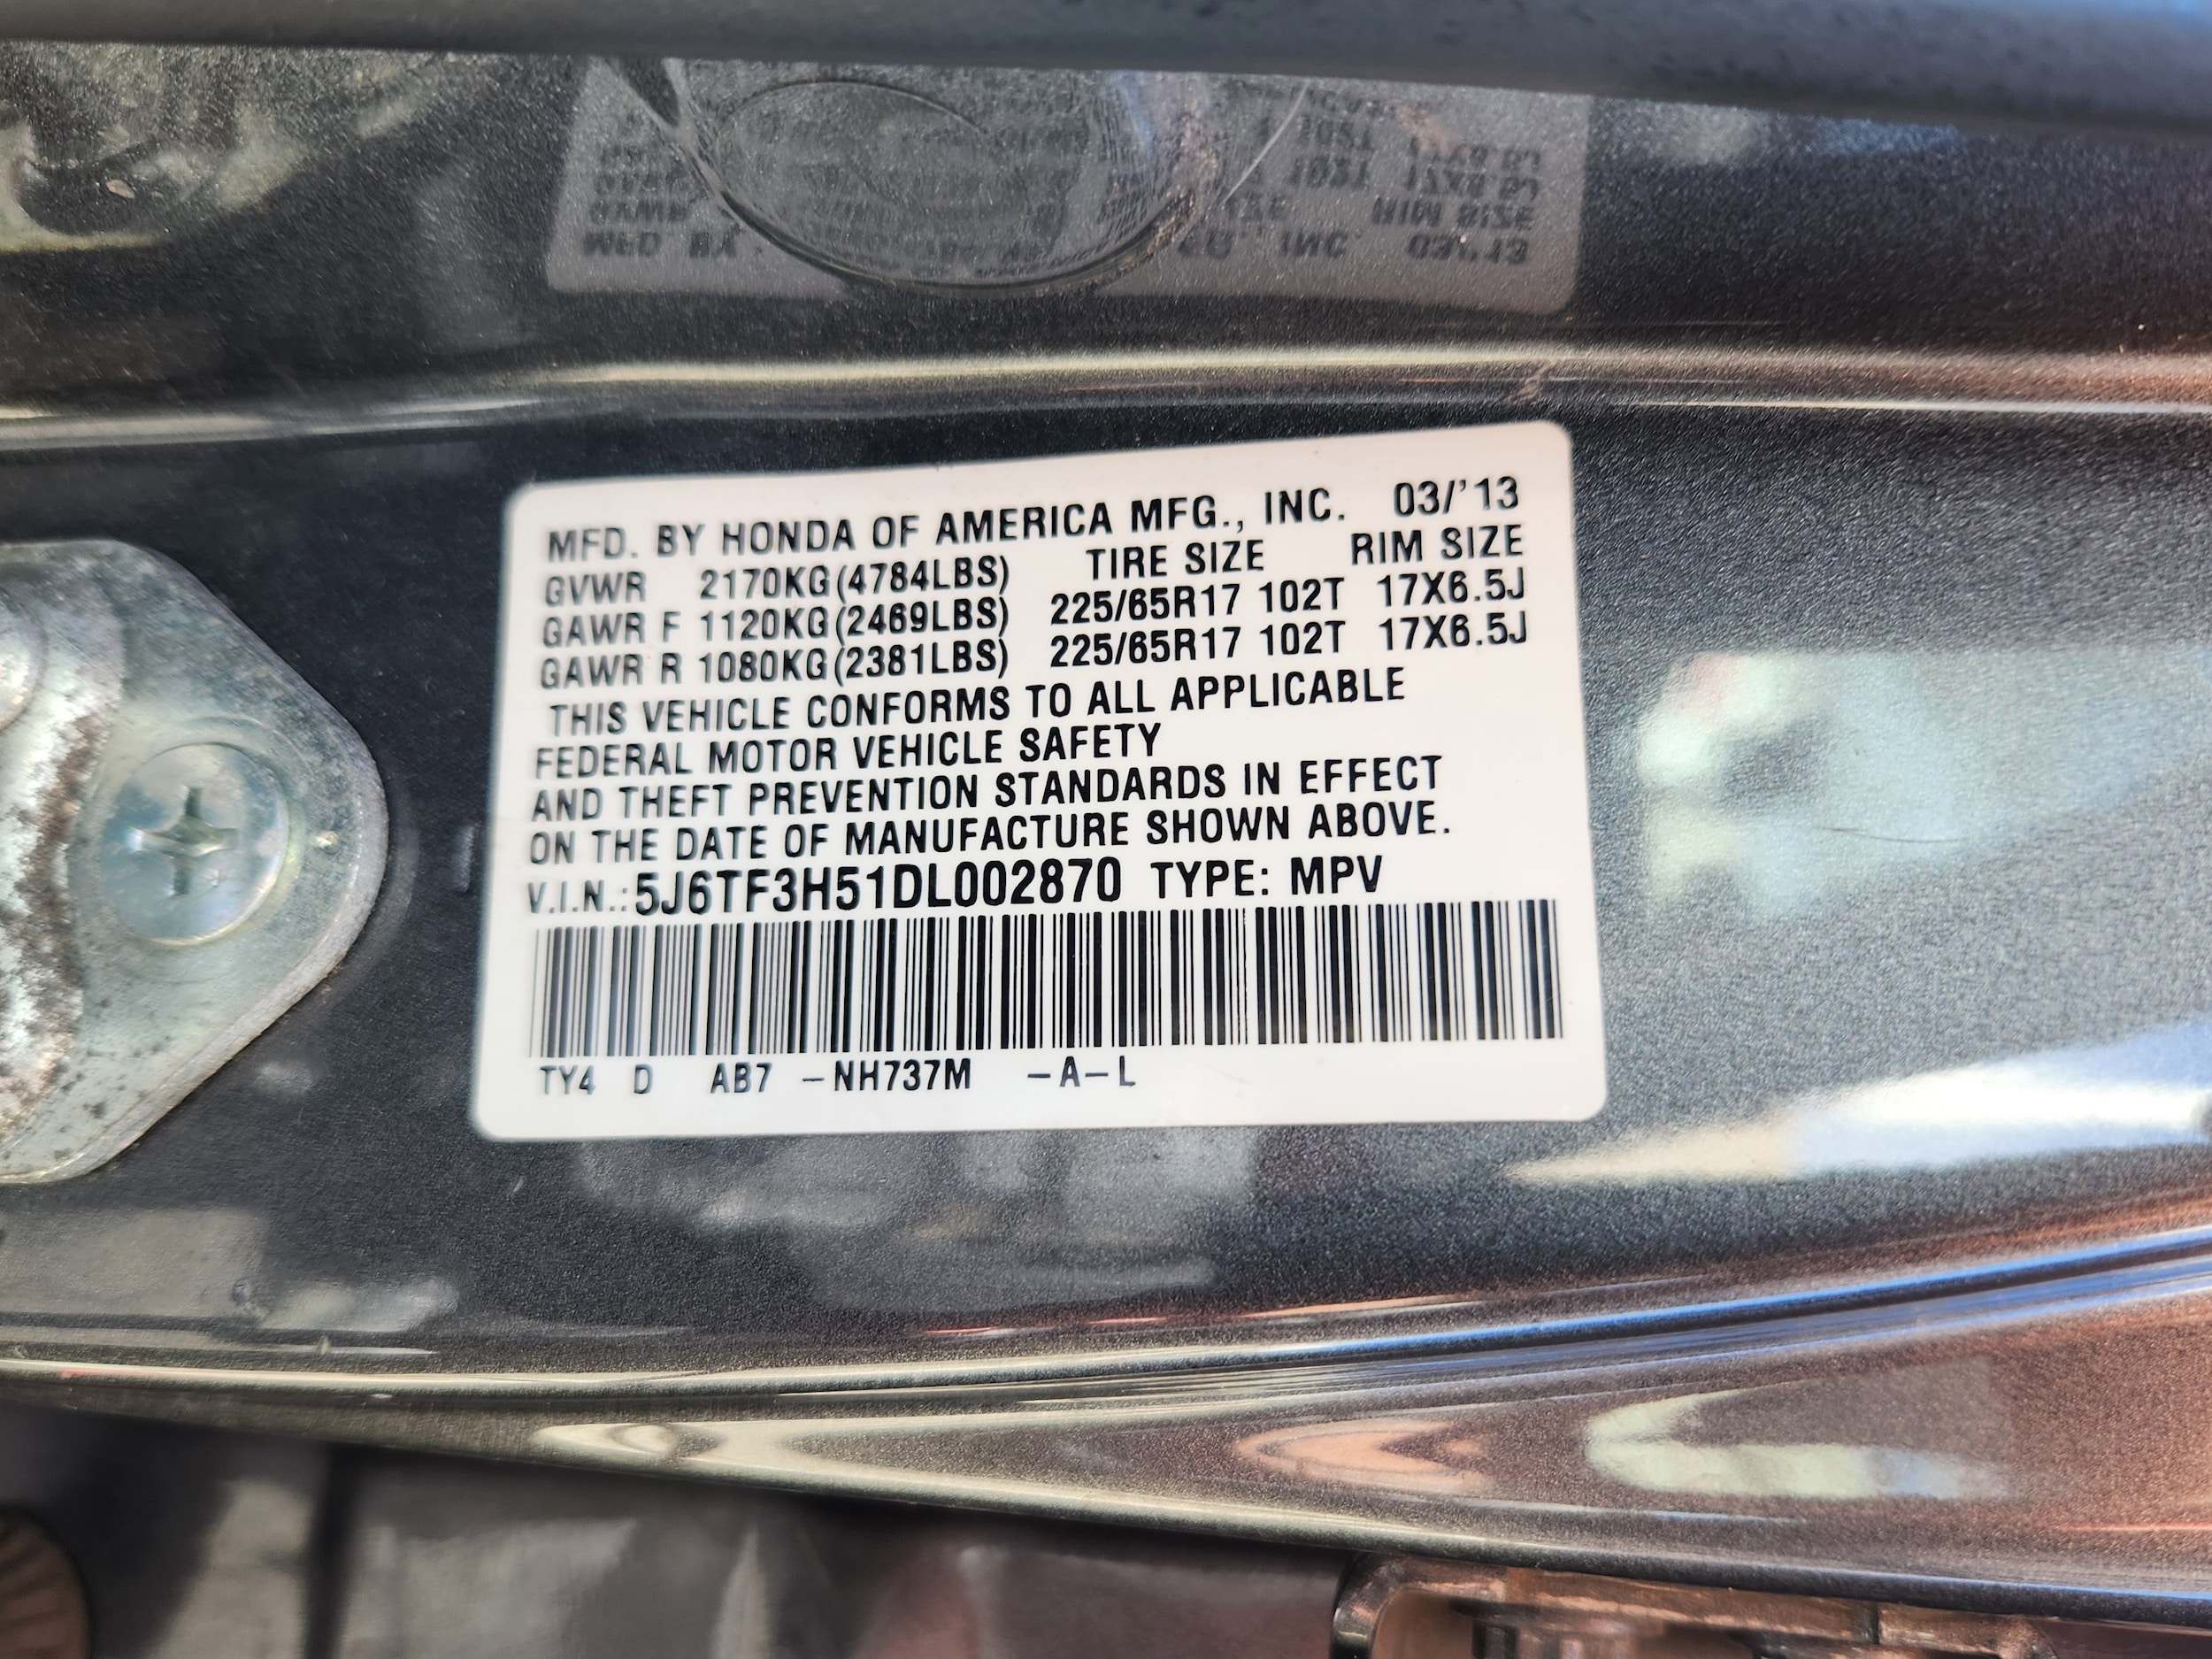 MFD. BY HONDA OF AMERICA MFG., INC. 03/'13
GVWR 2170KG(4784LBS) TIRE SIZE RIM SIZE
GAWR F 1120KG(2469LBS) 225/65R17 102T 17X6.5J
GAWR R 1080KG(2381LBS) 225/65R17 102T 17X6.5J
THIS VEHICLE CONFORMS TO ALL APPLICABLE
FEDERAL MOTOR VEHICLE SAFETY
AND THEFT PREVENTION STANDARDS IN EFFECT
ON THE DATE OF MANUFACTURE SHOWN ABOVE.
V.I.N.: 5J6TF3H51DL002870 TYPE: MPV
TY4 D AB7 -NH737M -A-L